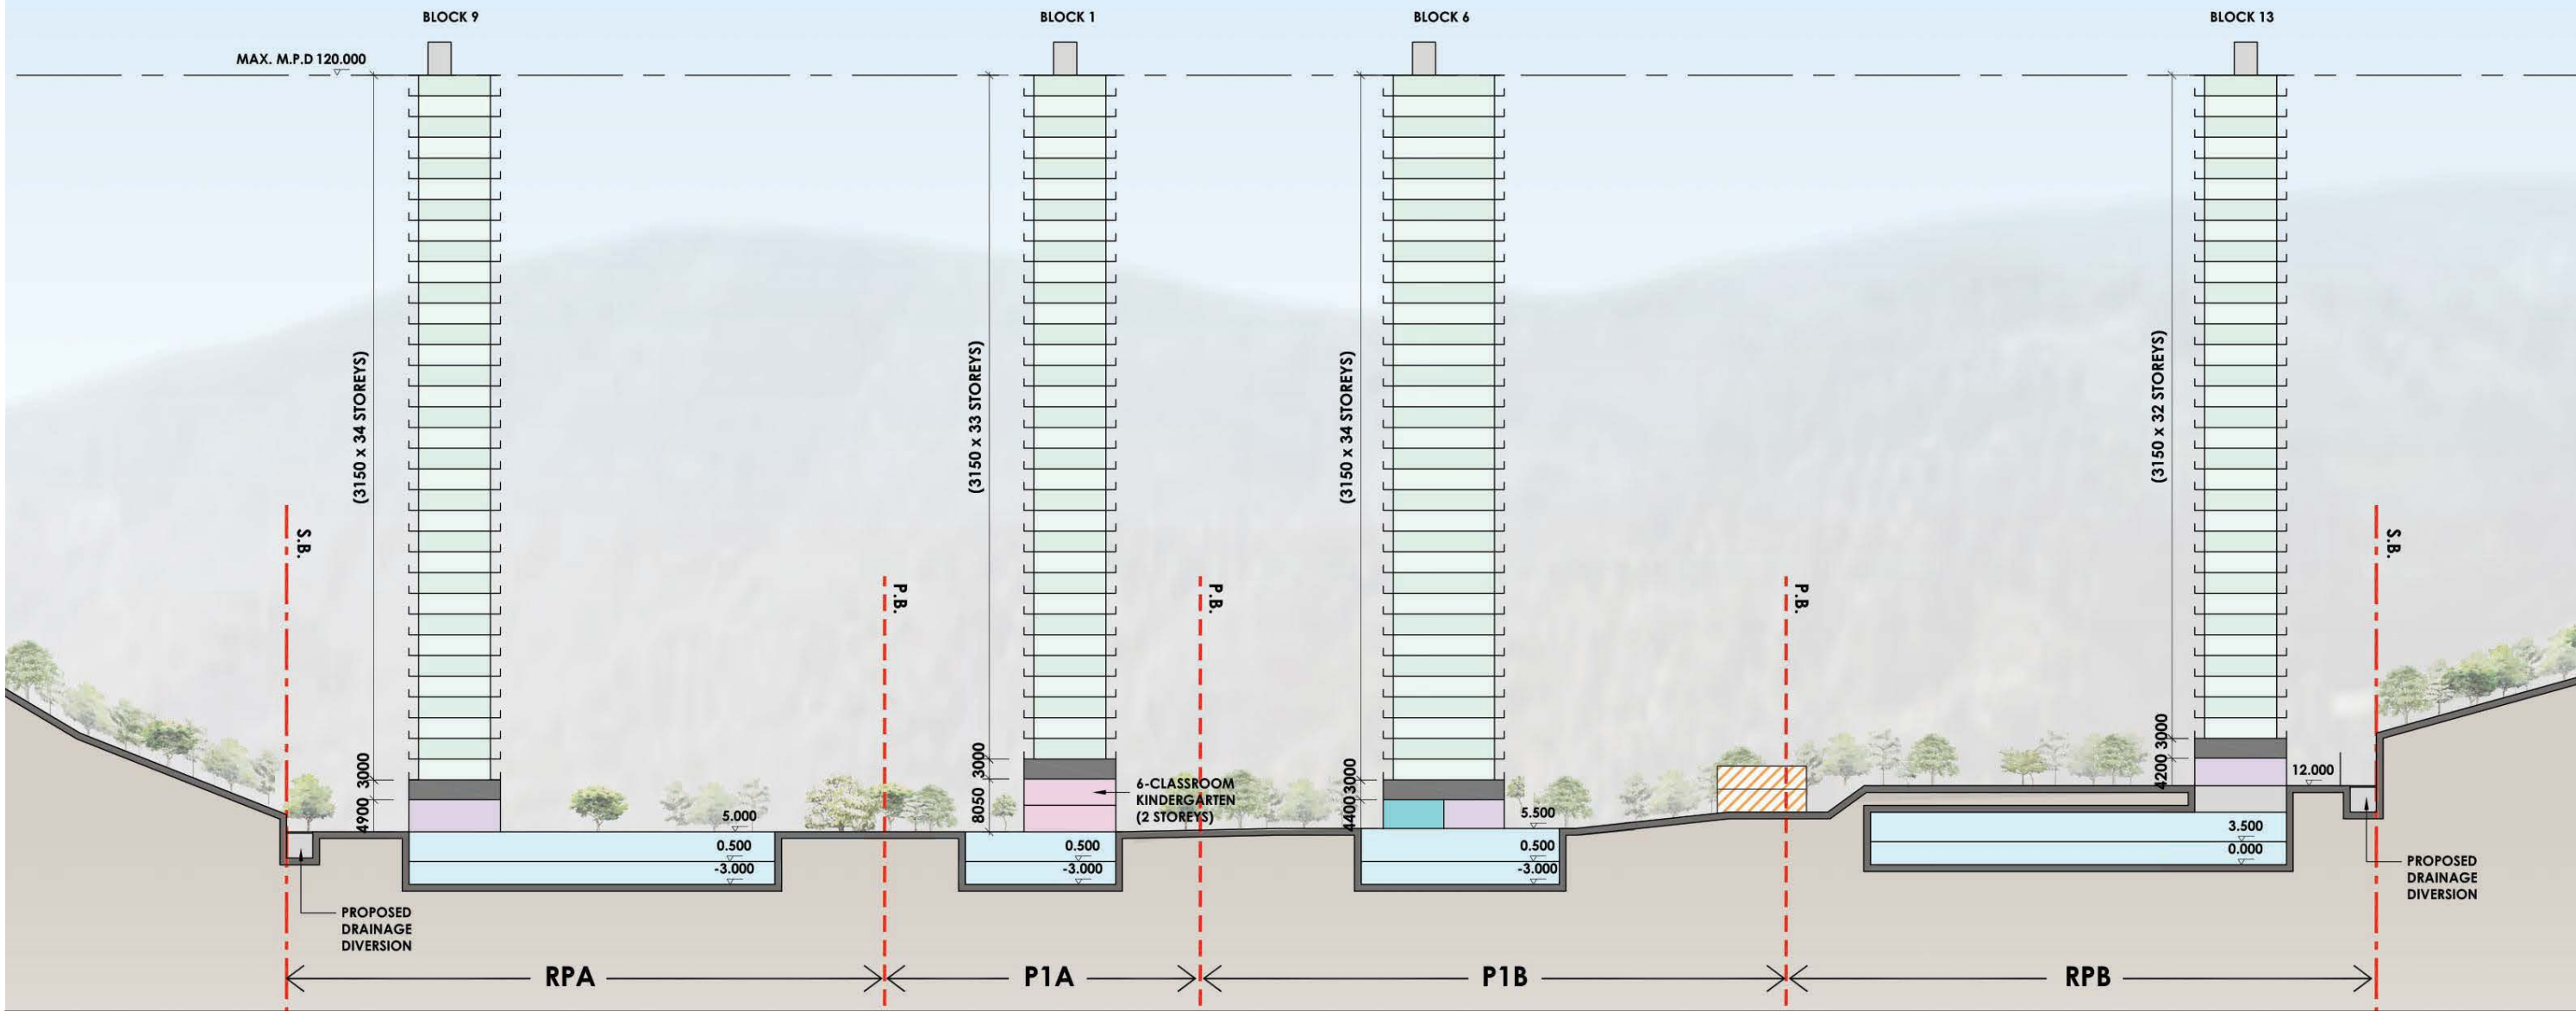 BLOCK 9
BLOCK 1
BLOCK 6
BLOCK 13
MAX. M.P.D 120.000
(3150 x 34 STOREYS)
(3150 x 33 STOREYS)
(3150 x 34 STOREYS)
(3150 x 32 STOREYS)
S.B.
P.B.
P.B.
P.B.
S.B.
3000
4900
3000
8050
3000
4400
3000
4200
6-CLASSROOM
KINDERGARTEN
(2 STOREYS)
12.000
5.000
0.500
-3.000
0.500
-3.000
5.500
0.500
-3.000
3.500
0.000
PROPOSED
DRAINAGE
DIVERSION
PROPOSED
DRAINAGE
DIVERSION
RPA
P1A
P1B
RPB